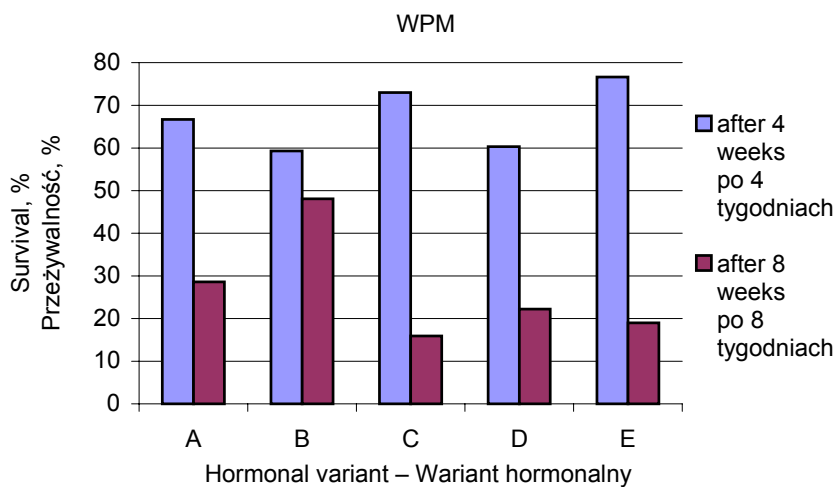 WPM
Survival, %
Przeżywalność, %
80
70
60
50
40
30
20
10
0
A B C D E
Hormonal variant – Wariant hormonalny
after 4
weeks
po 4
tygodniach
after 8
weeks
po 8
tygodniach